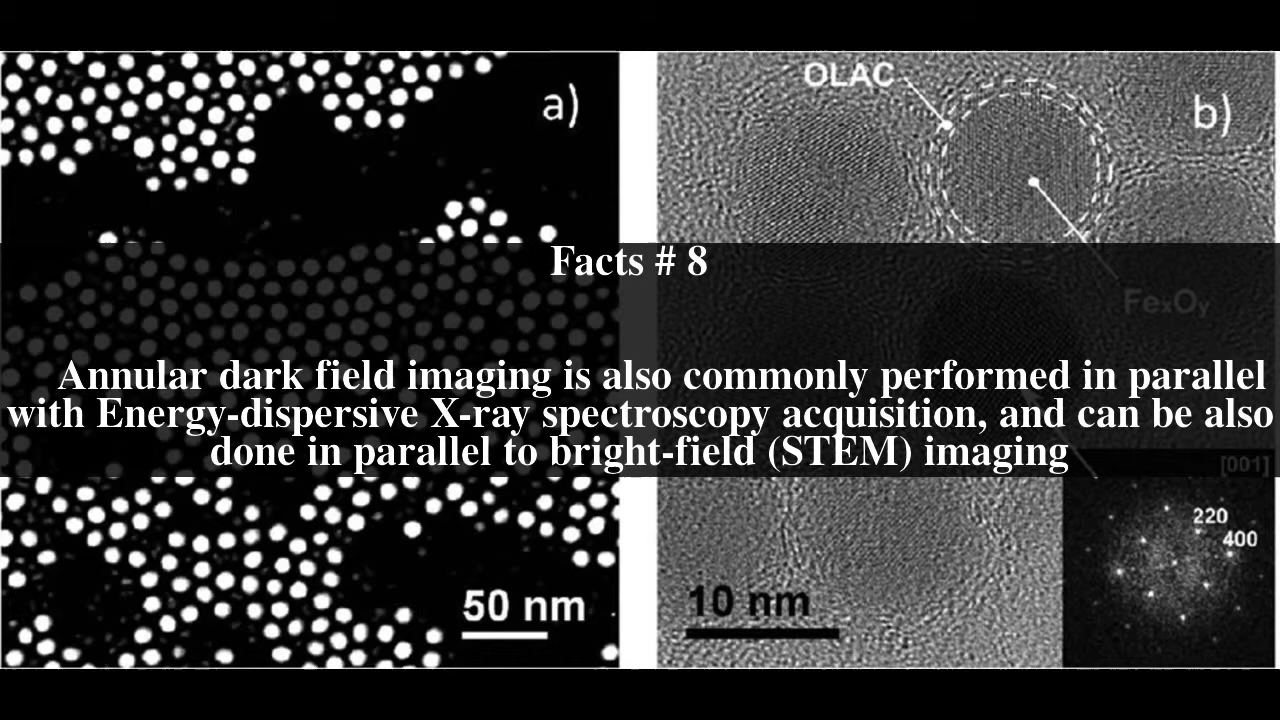 a)
OLAC
b)
Facts # 8
FexOy
Annular dark field imaging is also commonly performed in parallel
with Energy-dispersive X-ray spectroscopy acquisition, and can be also
done in parallel to bright-field (STEM) imaging
[001]
220
400
50 nm
10 nm